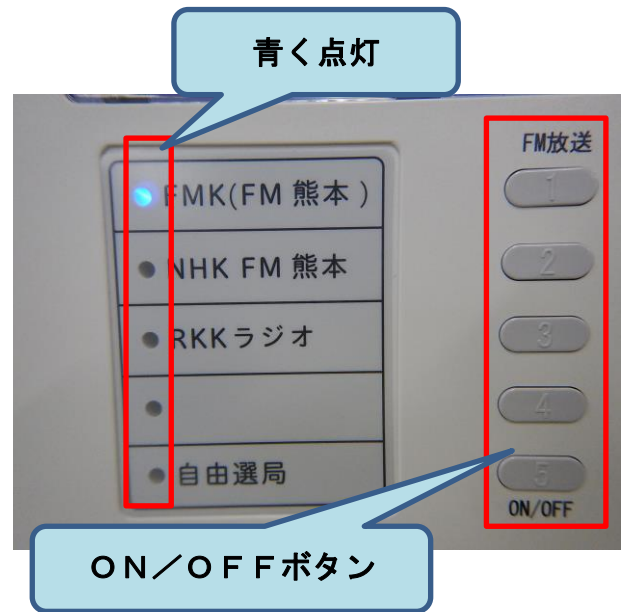 青く点灯
FM放送
FMK(FM 熊本)
1
NHK FM 熊本
2
RKKラジオ
3
4
自由選局
5
ON/OFF
ON／OFFボタン